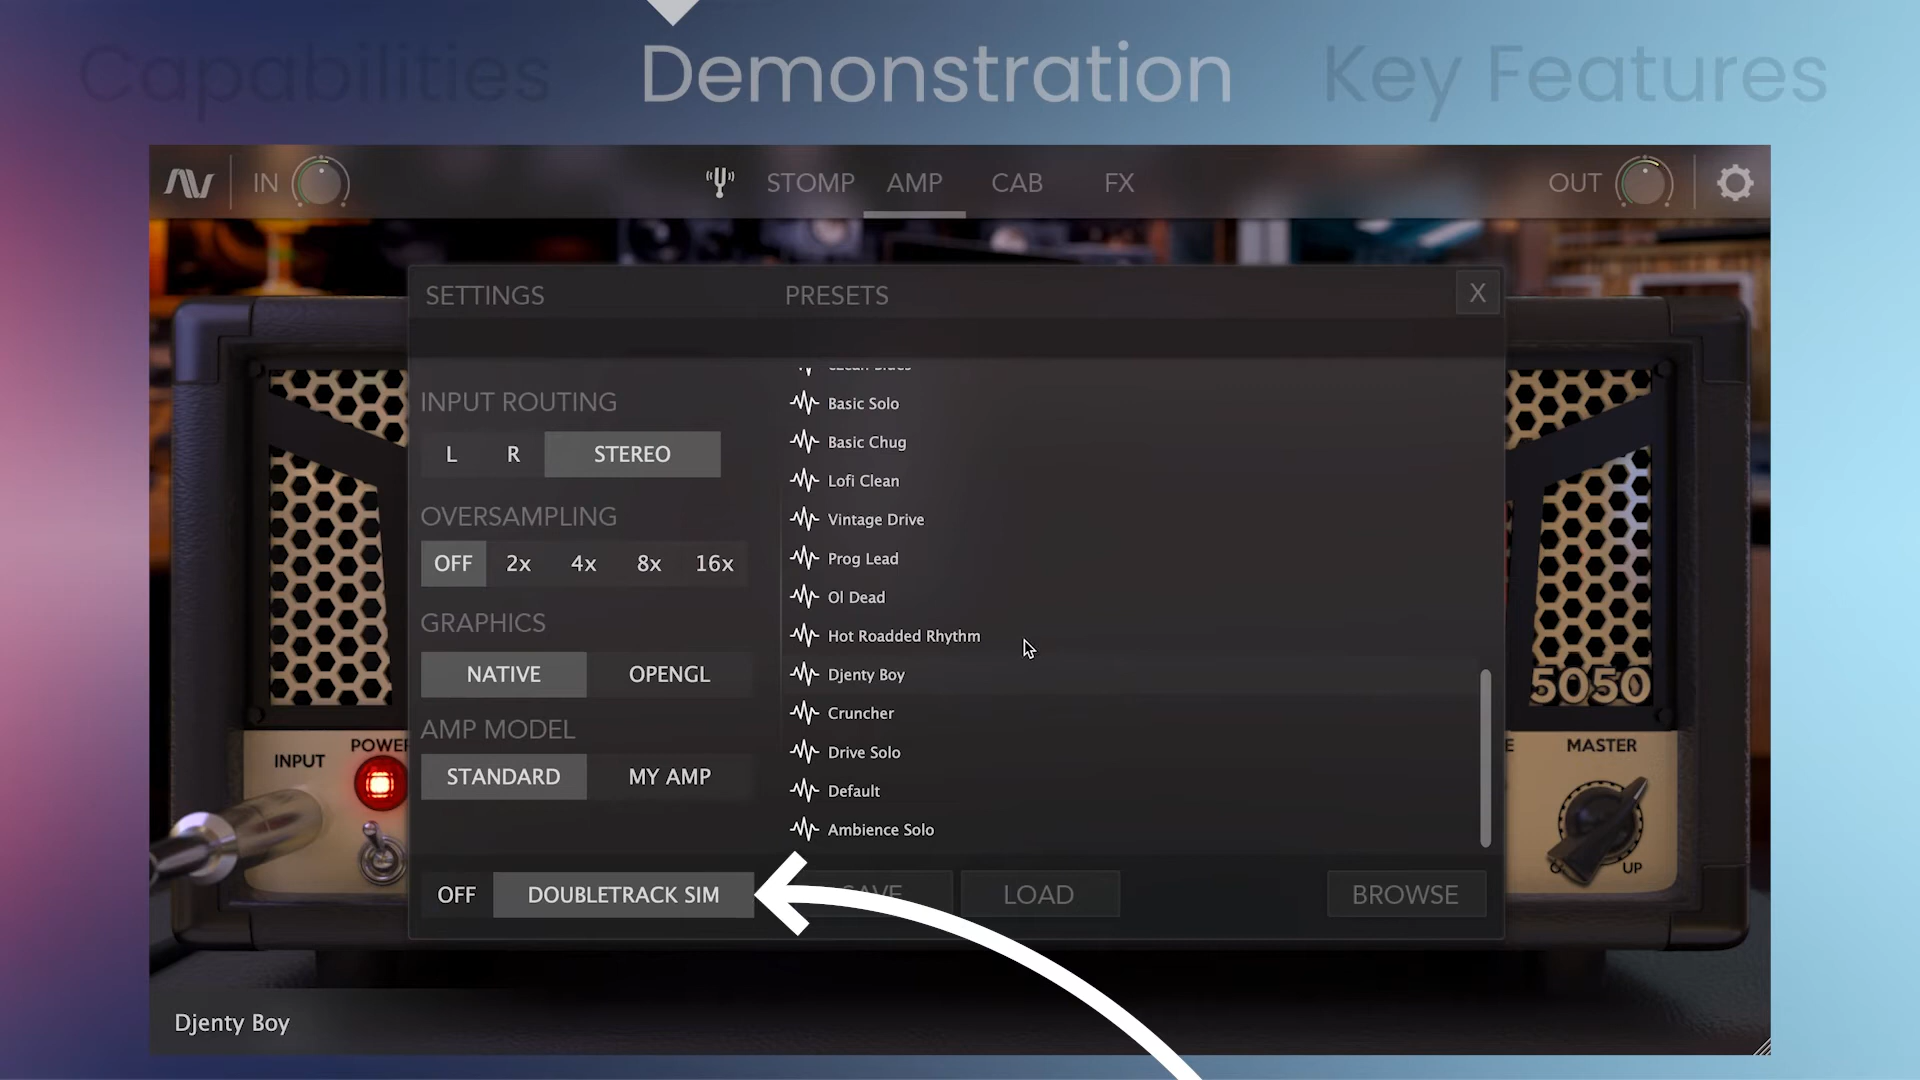 Capabilities
Demonstration
Key Features
IN
STOMP
AMP
CAB
FX
OUT
SETTINGS
PRESETS
X
INPUT ROUTING
L
R
STEREO
OVERSAMPLING
OFF
2x
4x
8x
16x
GRAPHICS
NATIVE
OPENGL
AMP MODEL
STANDARD
MY AMP
OFF
DOUBLETRACK SIM
Basic Solo
Basic Chug
Lofi Clean
Vintage Drive
Prog Lead
Ol Dead
Hot Roadded Rhythm
Djenty Boy
Cruncher
Drive Solo
Default
Ambience Solo
SAVE
LOAD
BROWSE
INPUT
POWER
5050
MASTER
UP
Djenty Boy